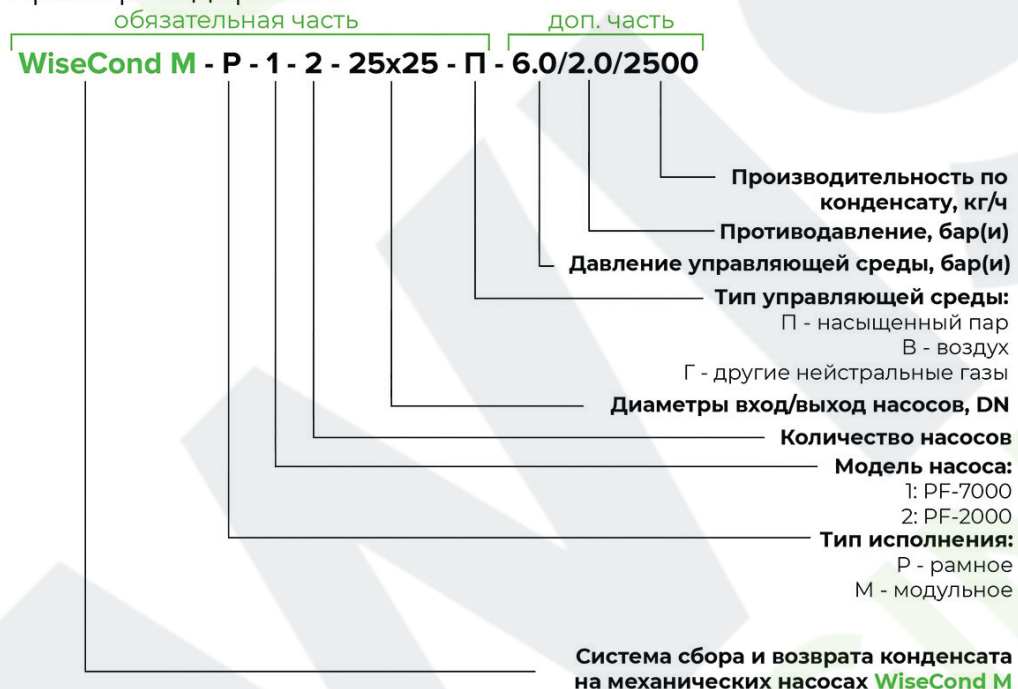 обязательная часть
доп. часть
WiseCond M - Р - 1 - 2 - 25x25 - П - 6.0/2.0/2500
Производительность по
конденсату, кг/ч
Противодавление, бар(и)
Давление управляющей среды, бар(и)
Тип управляющей среды:
П - насыщенный пар
В - воздух
Г - другие нейстральные газы
Диаметры вход/выход насосов, DN
Количество насосов
Модель насоса:
1: PF-7000
2: PF-2000
Тип исполнения:
Р - рамное
М - модульное
Система сбора и возврата конденсата
на механических насосах WiseCond M